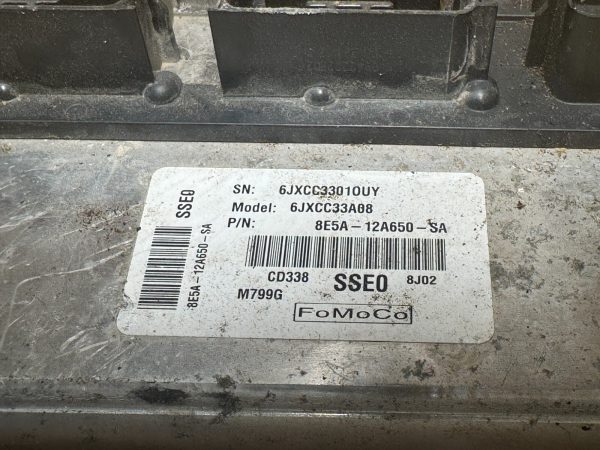 SN: 6JXCC33010UY
Model: 6JXCC33A08
P/N: 8E5A-12A650-SA
CD338 SSE0 8J02
M799G
FoMoCo
SSE0
8E5A-12A650-SA